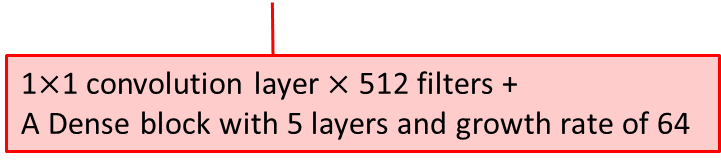 1×1 convolution layer × 512 filters +
A Dense block with 5 layers and growth rate of 64